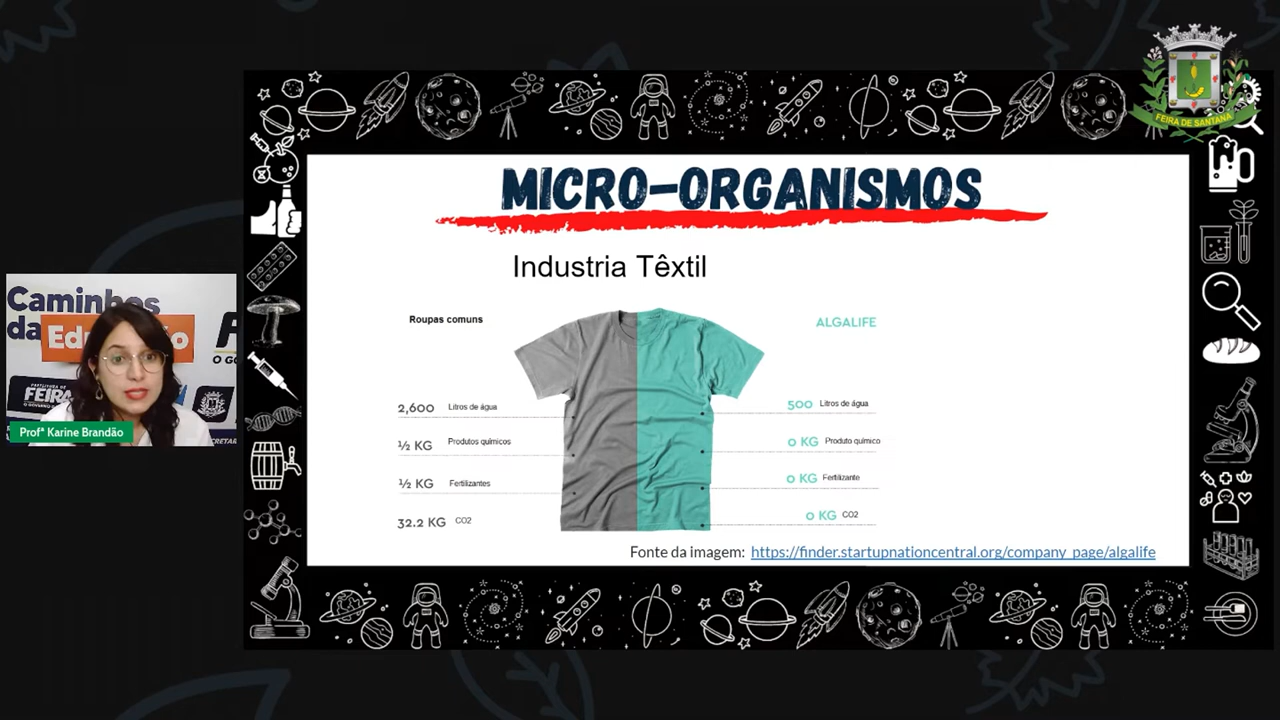 FEIRA DE SANTANA
MICRO-ORGANISMOS
Industria Têxtil
Roupas comuns
ALGALIFE
2,600 Litros de água
½ KG Produtos químicos
½ KG Fertilizantes
32.2 KG CO2
500 Litros de água
0 KG Produto químico
0 KG Fertilizante
0 KG CO2
Fonte da imagem: https://finder.startupnationcentral.org/company_page/algalife
Caminhos
da Edu
ão
O GO
PREFEITURA DE
FEIRA
Profª Karine Brandão